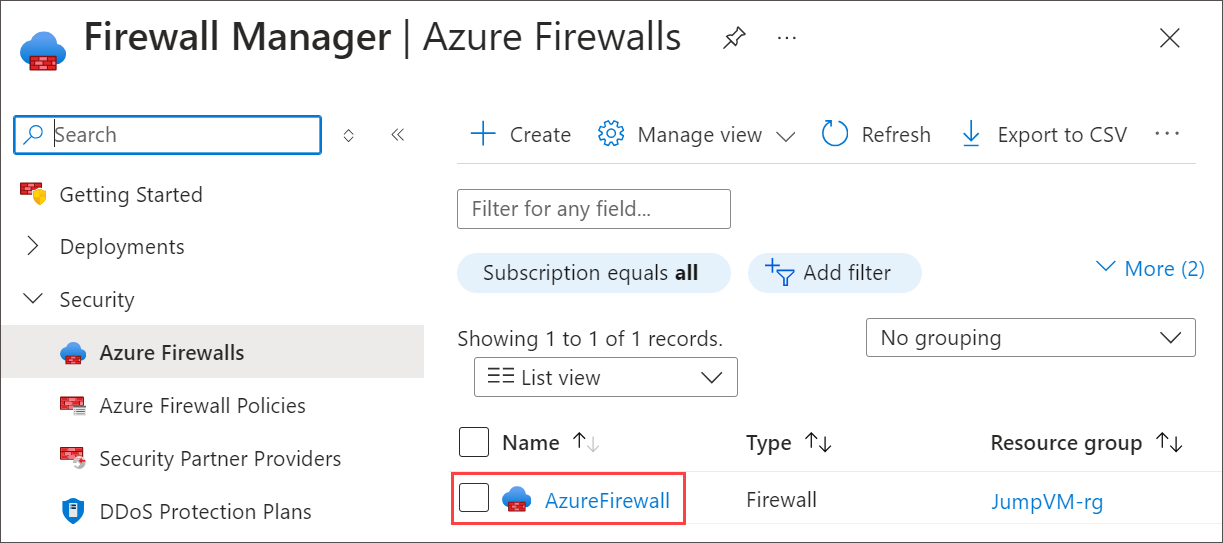 Firewall Manager | Azure Firewalls
...
Search
Getting Started
Deployments
Security
Azure Firewalls
Azure Firewall Policies
Security Partner Providers
DDoS Protection Plans
Create Manage view Refresh Export to CSV ...
Filter for any field...
Subscription equals all Add filter More (2)
Showing 1 to 1 of 1 records.
No grouping
List view
Name Type Resource group
AzureFirewall Firewall JumpVM-rg